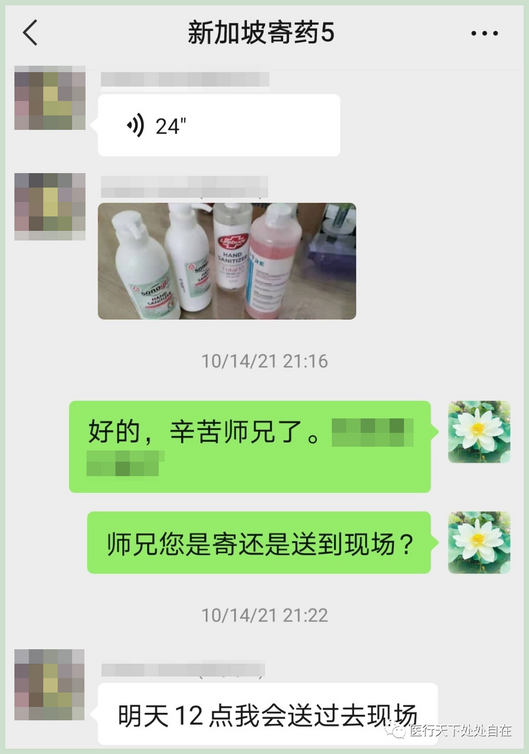 新加坡寄药5
24"
HAND
SANITIZER
Lifebuoy
HAND
SANITIZER
10/14/21 21:16
好的，辛苦师兄了。
师兄您是寄还是送到现场？
10/14/21 21:22
明天12点我会送过去现场
医行天下处处自在